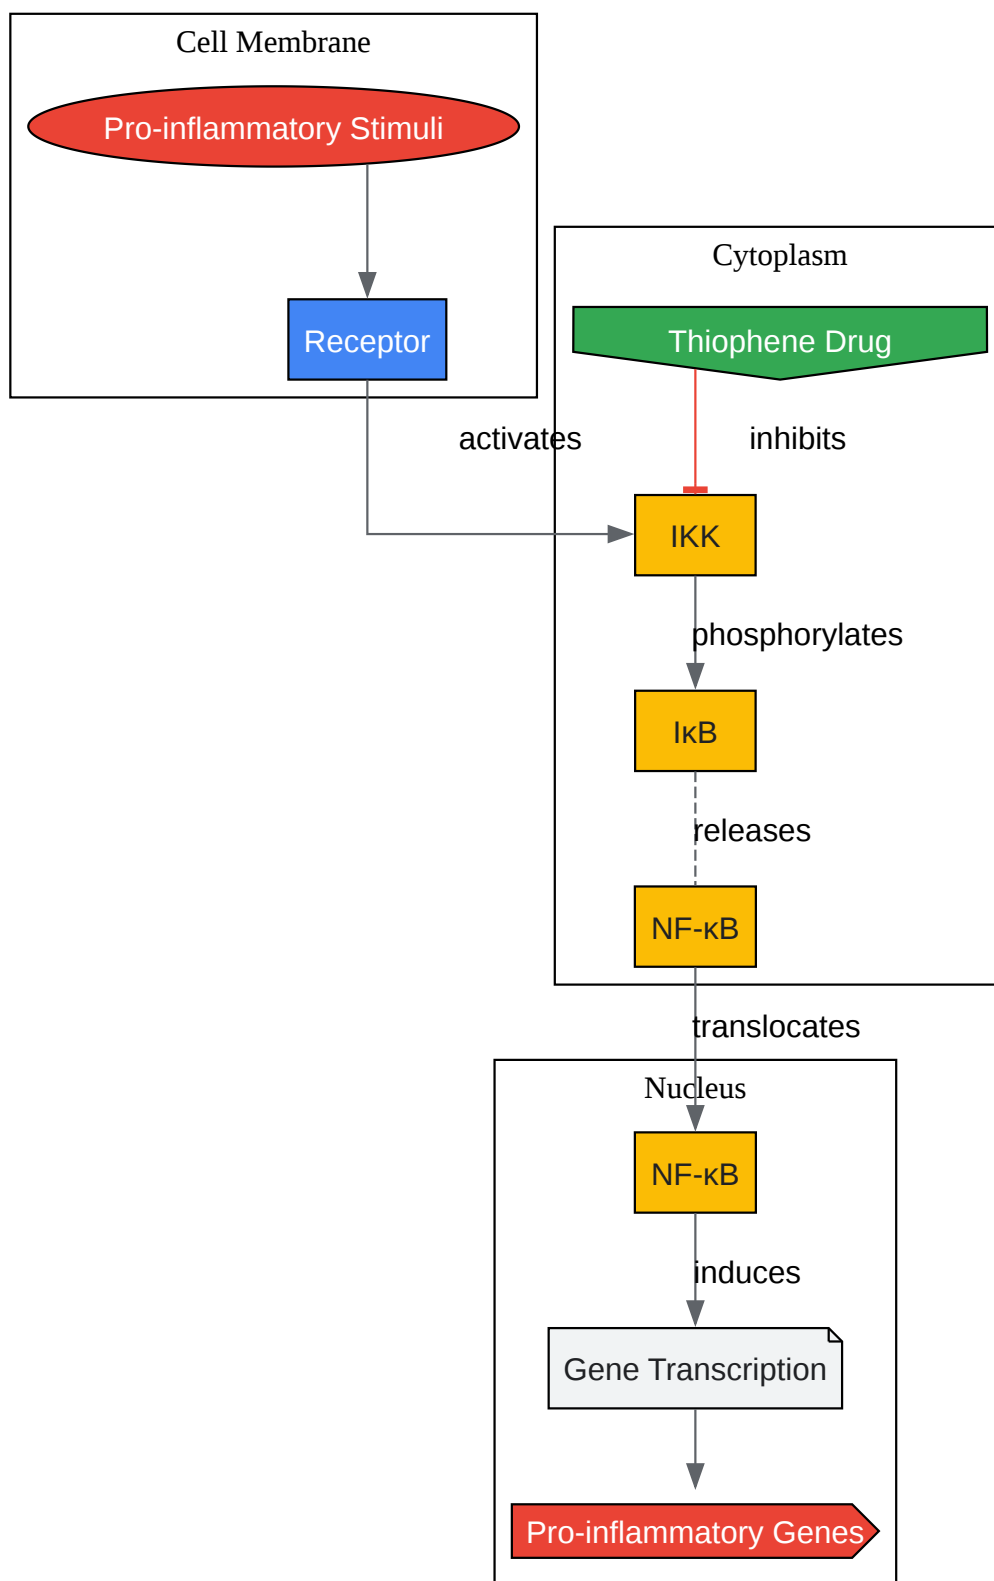 Cell Membrane
Pro-inflammatory Stimuli
Receptor
Cytoplasm
Thiophene Drug
activates
inhibits
IKK
phosphorylates
IκB
releases
NF-κB
translocates
Nucleus
NF-κB
induces
Gene Transcription
Pro-inflammatory Genes